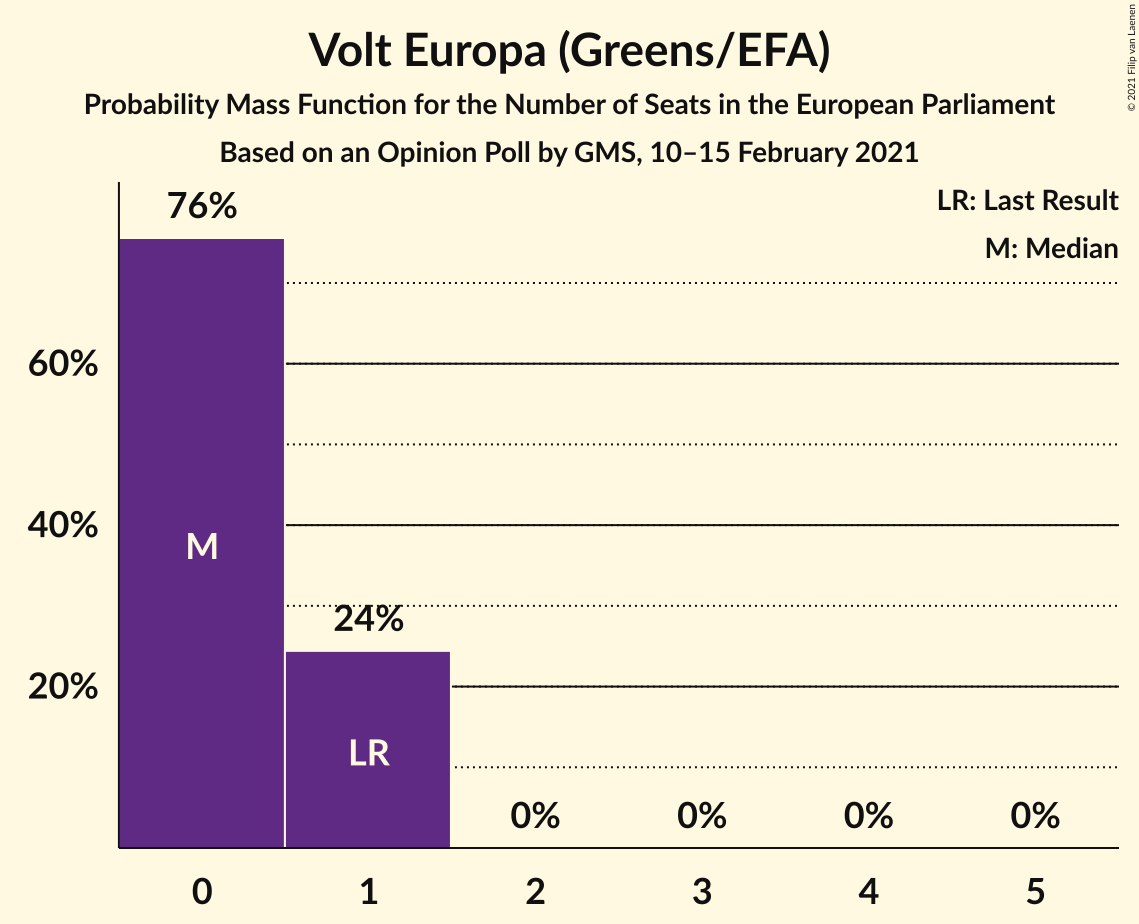 Volt Europa (Greens/EFA)
Probability Mass Function for the Number of Seats in the European Parliament
Based on an Opinion Poll by GMS, 10–15 February 2021
© 2021 Filip van Laenen
LR: Last Result
M: Median
76%
60%
40%
20%
M
24%
LR
0% 0% 0% 0%
0 1 2 3 4 5